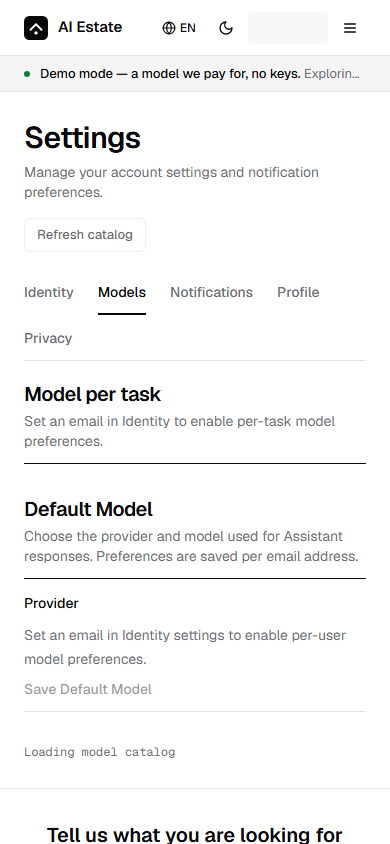 AI Estate
EN
Demo mode — a model we pay for, no keys. Explorin...
Settings
Manage your account settings and notification
preferences.
Refresh catalog
Identity
Models
Notifications
Profile
Privacy
Model per task
Set an email in Identity to enable per-task model
preferences.
Default Model
Choose the provider and model used for Assistant
responses. Preferences are saved per email address.
Provider
Set an email in Identity settings to enable per-user
model preferences.
Save Default Model
Loading model catalog
Tell us what you are looking for